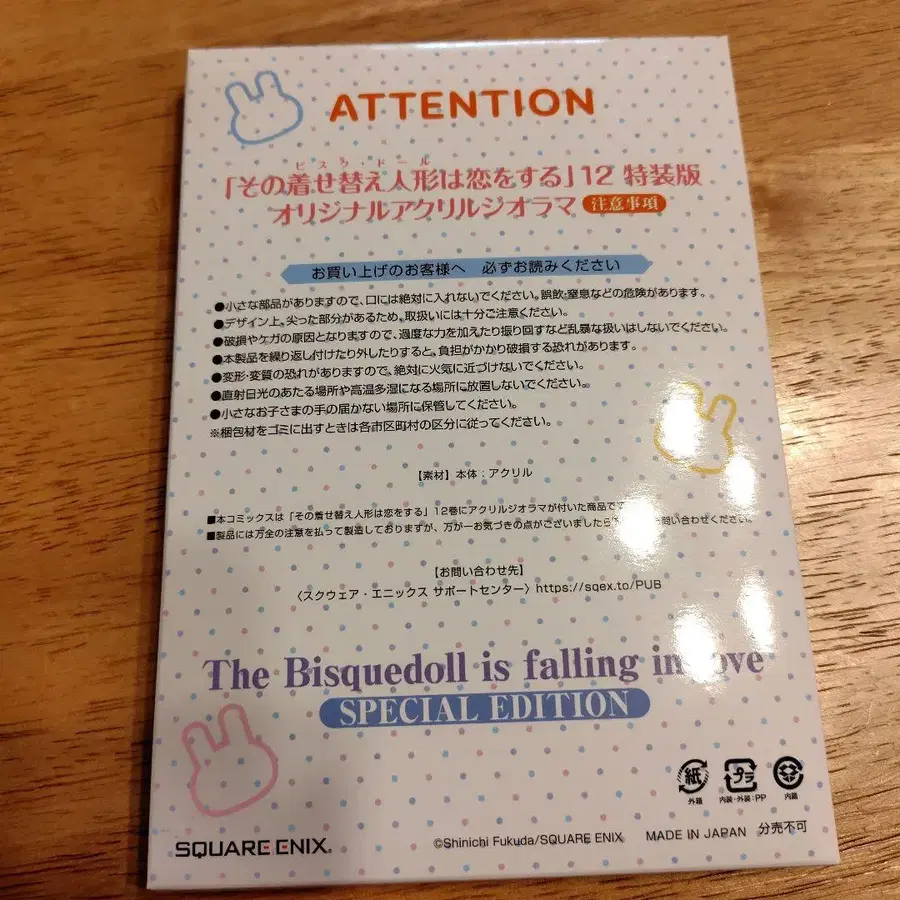 ATTENTION
ビスク・ドール
「その着せ替え人形は恋をする」12 特装版
オリジナルアクリルジオラマ 注意事項
お買い上げのお客様へ 必ずお読みください
●小さな部品がありますので、口には絶対に入れないでください。誤飲・窒息などの危険があります。
●デザイン上、尖った部分があるため、取扱いには十分ご注意ください。
●破損やケガの原因となりますので、過度な力を加えたり振り回すなど乱暴な扱いはしないでください。
●本製品を繰り返し付けたり外したりすると、負担がかかり破損する恐れがあります。
●変形・変質の恐れがありますので、絶対に火気に近づけないでください。
●直射日光のあたる場所や高温多湿になる場所に放置しないでください。
●小さなお子さまの手の届かない場所に保管してください。
※梱包材をゴミに出すときは各市区町村の区分に従ってください。
【素材】本体：アクリル
■本コミックスは「その着せ替え人形は恋をする」12巻にアクリルジオラマが付いた商品です
■製品には万全の注意を払って製造しておりますが、万が一お気づきの点がございましたら 問い合わせください。
【お問い合わせ先】
〈スクウェア・エニックス サポートセンター〉https://sqex.to/PUB
The Bisquedoll is falling in
SPECIAL EDITION
紙 プラ
外箱 内装・外装：PP 内箱
SQUARE ENIX.
©Shinichi Fukuda/SQUARE ENIX MADE IN JAPAN 分売不可